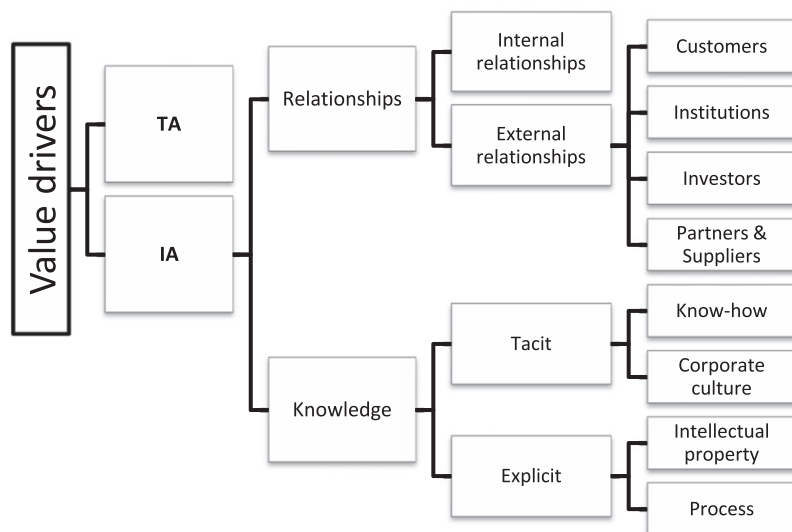 Value drivers
TA
IA
Relationships
Knowledge
Internal
relationships
External
relationships
Tacit
Explicit
Customers
Institutions
Investors
Partners &
Suppliers
Know-how
Corporate
culture
Intellectual
property
Process